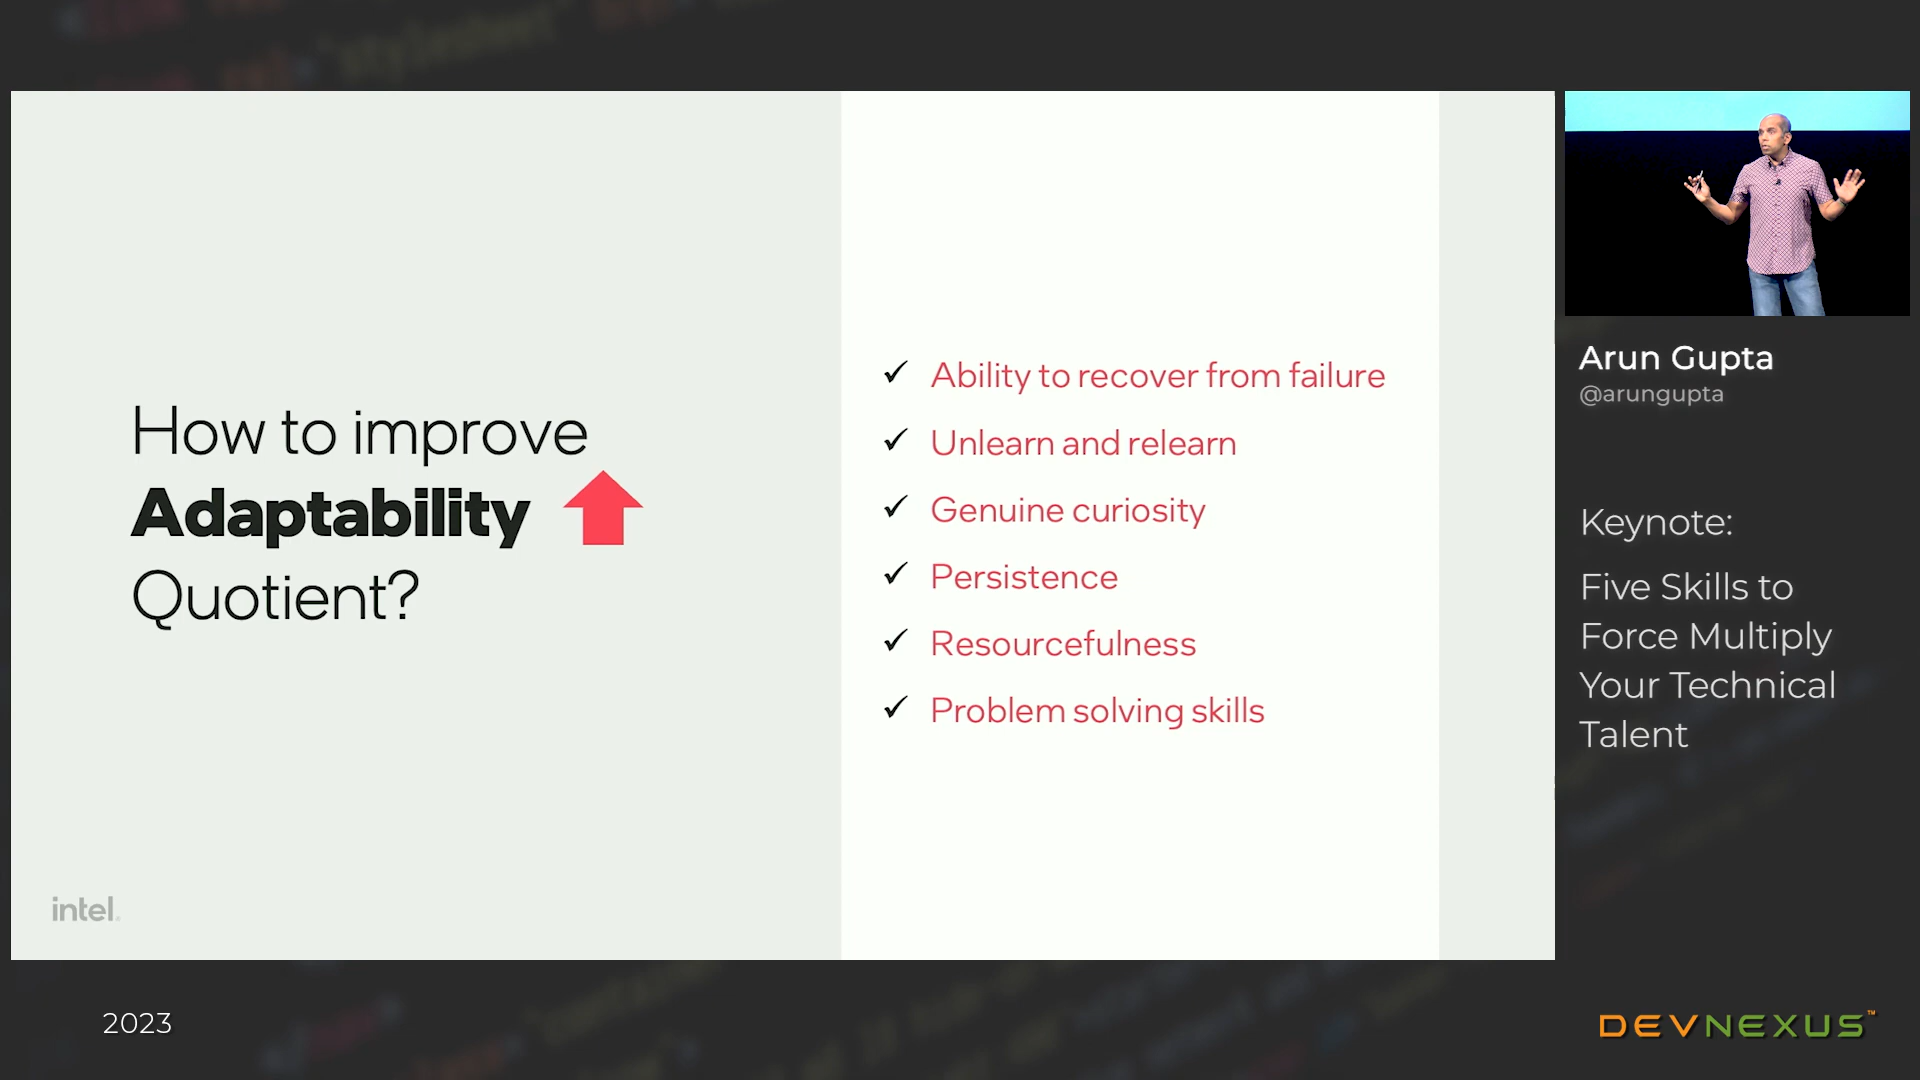 How to improve
Adaptability
Quotient?
Ability to recover from failure
Unlearn and relearn
Genuine curiosity
Persistence
Resourcefulness
Problem solving skills
intel.
Arun Gupta
@arungupta
Keynote:
Five Skills to
Force Multiply
Your Technical
Talent
2023
DEVNEXUS™